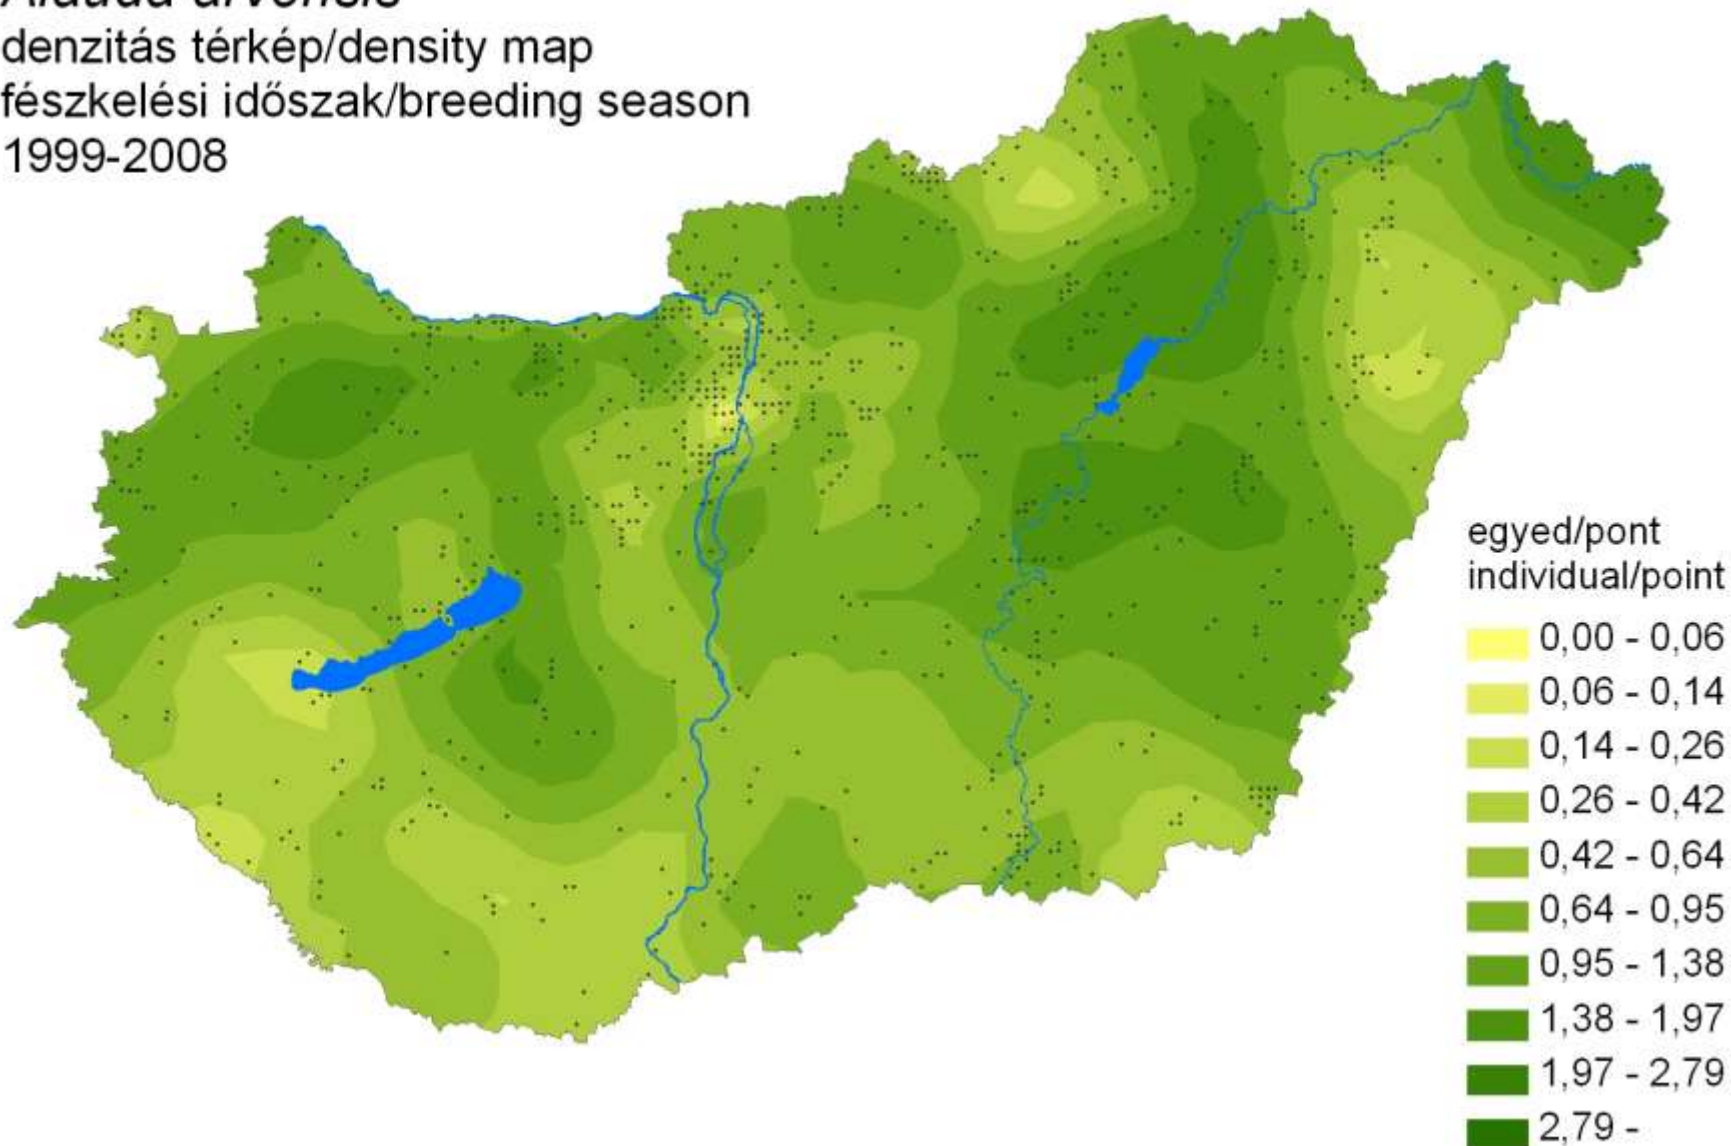 Alauda arvensis
denzitás térkép/density map
fészkelési időszak/breeding season
1999-2008
egyed/pont
individual/point
0,00 - 0,06
0,06 - 0,14
0,14 - 0,26
0,26 - 0,42
0,42 - 0,64
0,64 - 0,95
0,95 - 1,38
1,38 - 1,97
1,97 - 2,79
2,79 -